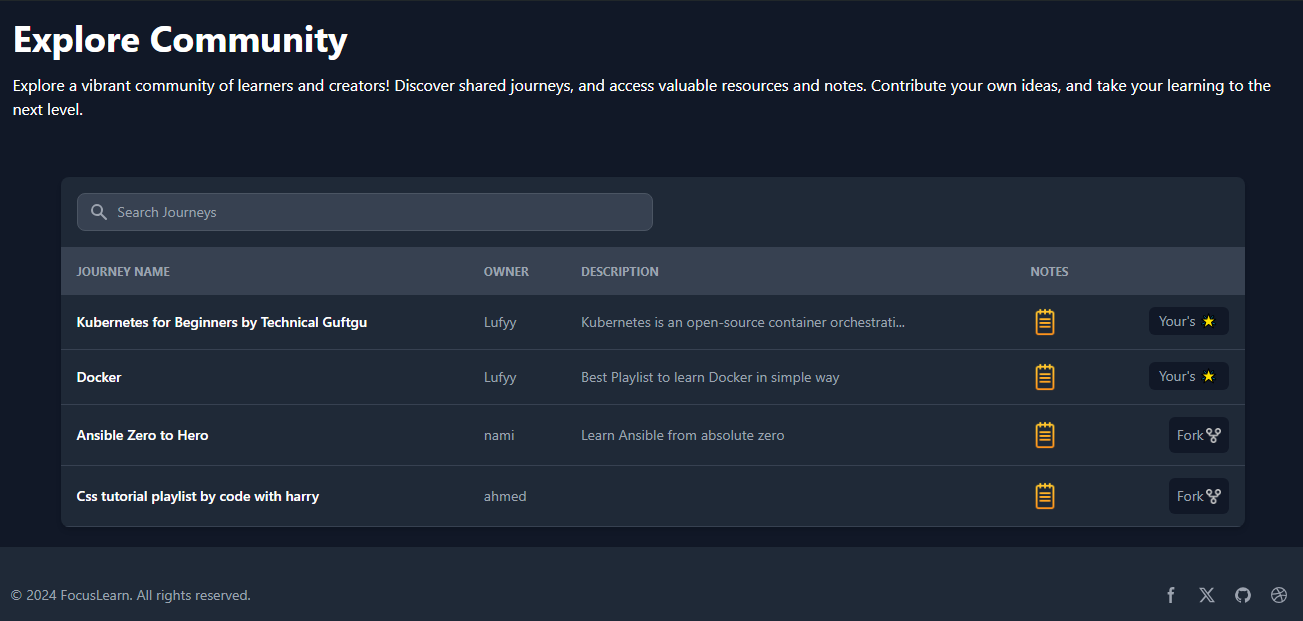 Explore Community
Explore a vibrant community of learners and creators! Discover shared journeys, and access valuable resources and notes. Contribute your own ideas, and take your learning to the
next level.
Search Journeys
JOURNEY NAME OWNER DESCRIPTION NOTES
Kubernetes for Beginners by Technical Guftgu Lufyy Kubernetes is an open-source container orchestrati... Your's
Docker Lufyy Best Playlist to learn Docker in simple way Your's
Ansible Zero to Hero nami Learn Ansible from absolute zero Fork
Css tutorial playlist by code with harry ahmed Fork
© 2024 FocusLearn. All rights reserved.